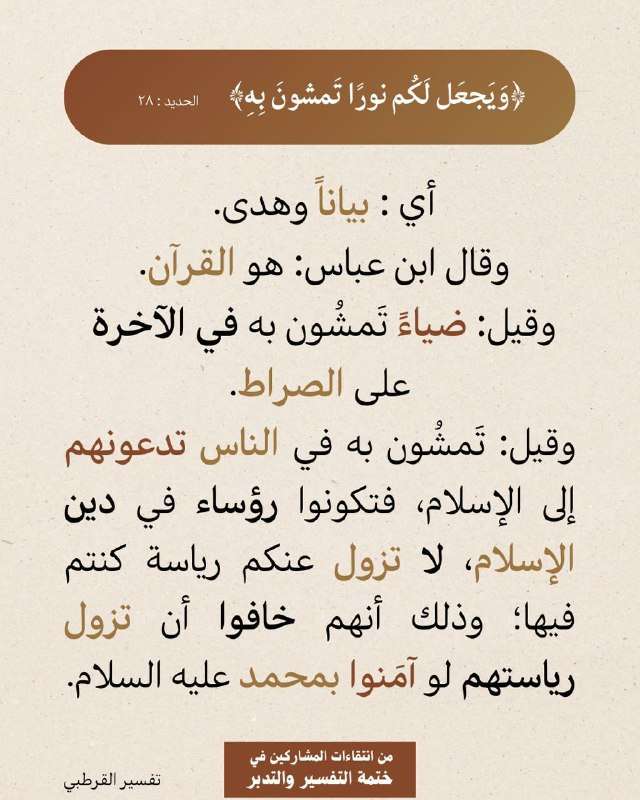 ﴿وَيَجعَل لَكُم نورًا تَمشونَ بِهِ﴾ الحديد : ٢٨
أي : بياناً وهدى.
وقال ابن عباس: هو القرآن.
وقيل: ضياءً تَمشُون به في الآخرة
على الصراط.
وقيل: تَمشُون به في الناس تدعونهم
إلى الإسلام، فتكونوا رؤساء في دين
الإسلام، لا تزول عنكم رياسة كنتم
فيها؛ وذلك أنهم خافوا أن تزول
رياستهم لو آمَنوا بمحمد عليه السلام.
من انتقاءات المشاركين في
ختمة التفسير والتدبر
تفسير القرطبي